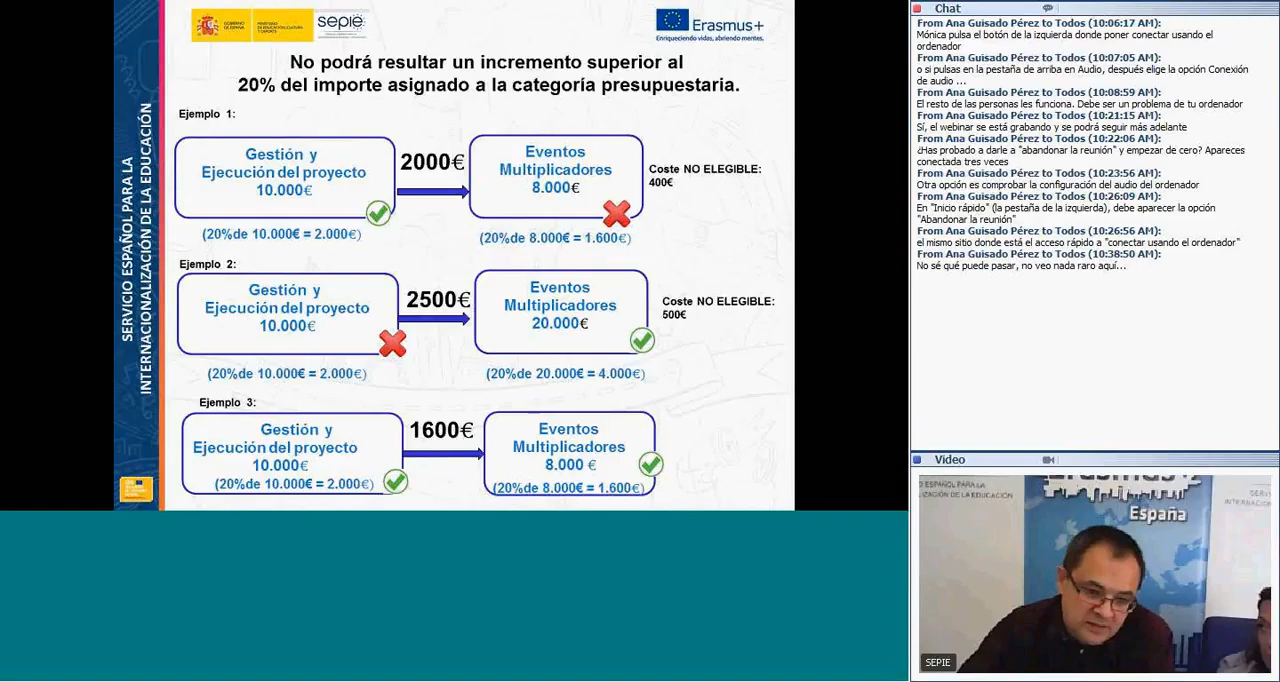 GOBIERNO
DE ESPAÑA
MINISTERIO
DE EDUCACIÓN, CULTURA
Y DEPORTE
sepie
Erasmus+
Enriqueciendo vidas, abriendo mentes.
SERVICIO ESPAÑOL PARA LA
INTERNACIONALIZACIÓN DE LA EDUCACIÓN
No podrá resultar un incremento superior al
20% del importe asignado a la categoría presupuestaria.
Ejemplo 1:
Gestión y
Ejecución del proyecto
10.000€
2000€
Eventos
Multiplicadores
8.000€
Coste NO ELEGIBLE:
400€
(20%de 10.000€ = 2.000€)
(20%de 8.000€ = 1.600€)
Ejemplo 2:
Gestión y
Ejecución del proyecto
10.000€
2500€
Eventos
Multiplicadores
20.000€
Coste NO ELEGIBLE:
500€
(20%de 10.000€ = 2.000€)
(20%de 20.000€ = 4.000€)
Ejemplo 3:
Gestión y
Ejecución del proyecto
10.000€
(20%de 10.000€ = 2.000€)
1600€
Eventos
Multiplicadores
8.000 €
(20%de 8.000€ = 1.600€)
Chat
From Ana Guisado Pérez to Todos (10:06:17 AM):
Mónica pulsa el botón de la izquierda donde poner conectar usando el
ordenador
From Ana Guisado Pérez to Todos (10:07:05 AM):
o si pulsas en la pestaña de arriba en Audio, después elige la opción Conexión
de audio ...
From Ana Guisado Pérez to Todos (10:08:59 AM):
El resto de las personas les funciona. Debe ser un problema de tu ordenador
From Ana Guisado Pérez to Todos (10:21:15 AM):
Sí, el webinar se está grabando y se podrá seguir más adelante
From Ana Guisado Pérez to Todos (10:22:06 AM):
¿Has probado a darle a "abandonar la reunión" y empezar de cero? Apareces
conectada tres veces
From Ana Guisado Pérez to Todos (10:23:56 AM):
Otra opción es comprobar la configuración del audio del ordenador
From Ana Guisado Pérez to Todos (10:26:09 AM):
En "Inicio rápido" (la pestaña de la izquierda), debe aparecer la opción
"Abandonar la reunión"
From Ana Guisado Pérez to Todos (10:26:56 AM):
el mismo sitio donde está el acceso rápido a "conectar usando el ordenador"
From Ana Guisado Pérez to Todos (10:38:50 AM):
No sé qué puede pasar, no veo nada raro aquí...
Video
ESPAÑOL PARA LA
DE LA EDUCACIÓN
Erasmus+
España
SEPIE